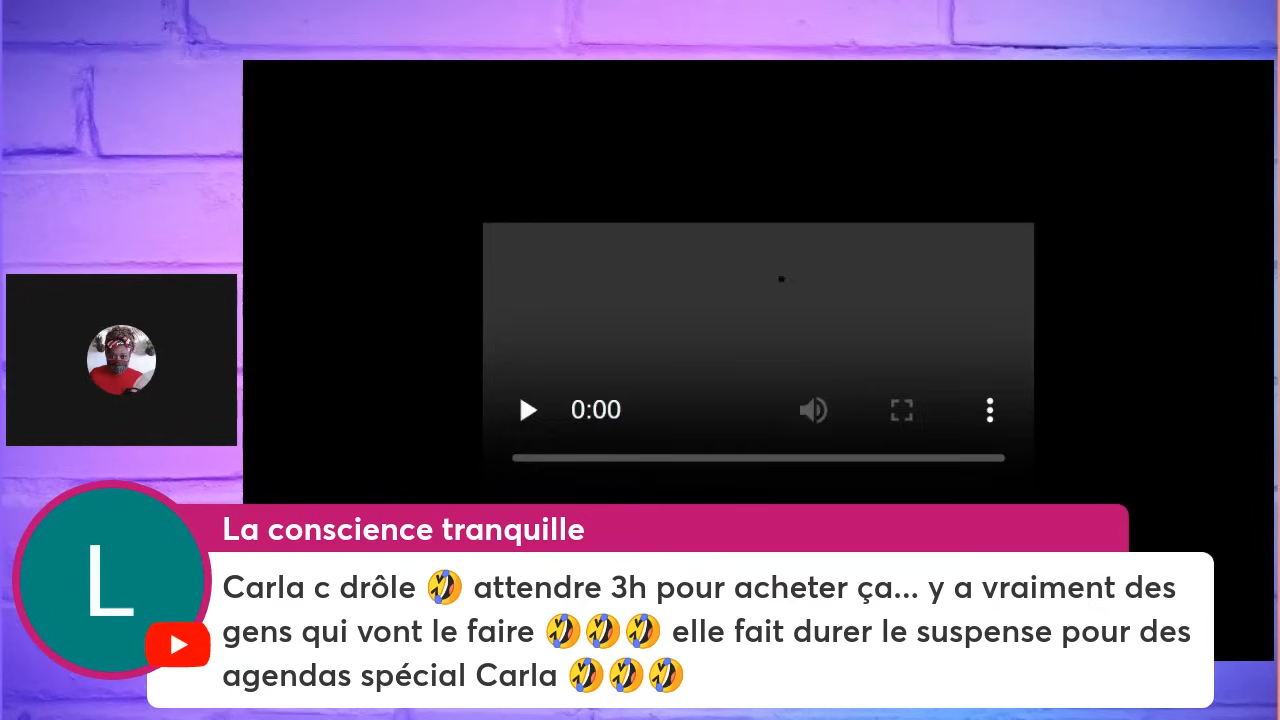 0:00
L
La conscience tranquille
Carla c drôle 🤣 attendre 3h pour acheter ça... y a vraiment des
gens qui vont le faire 🤣🤣🤣 elle fait durer le suspense pour des
agendas spécial Carla 🤣🤣🤣